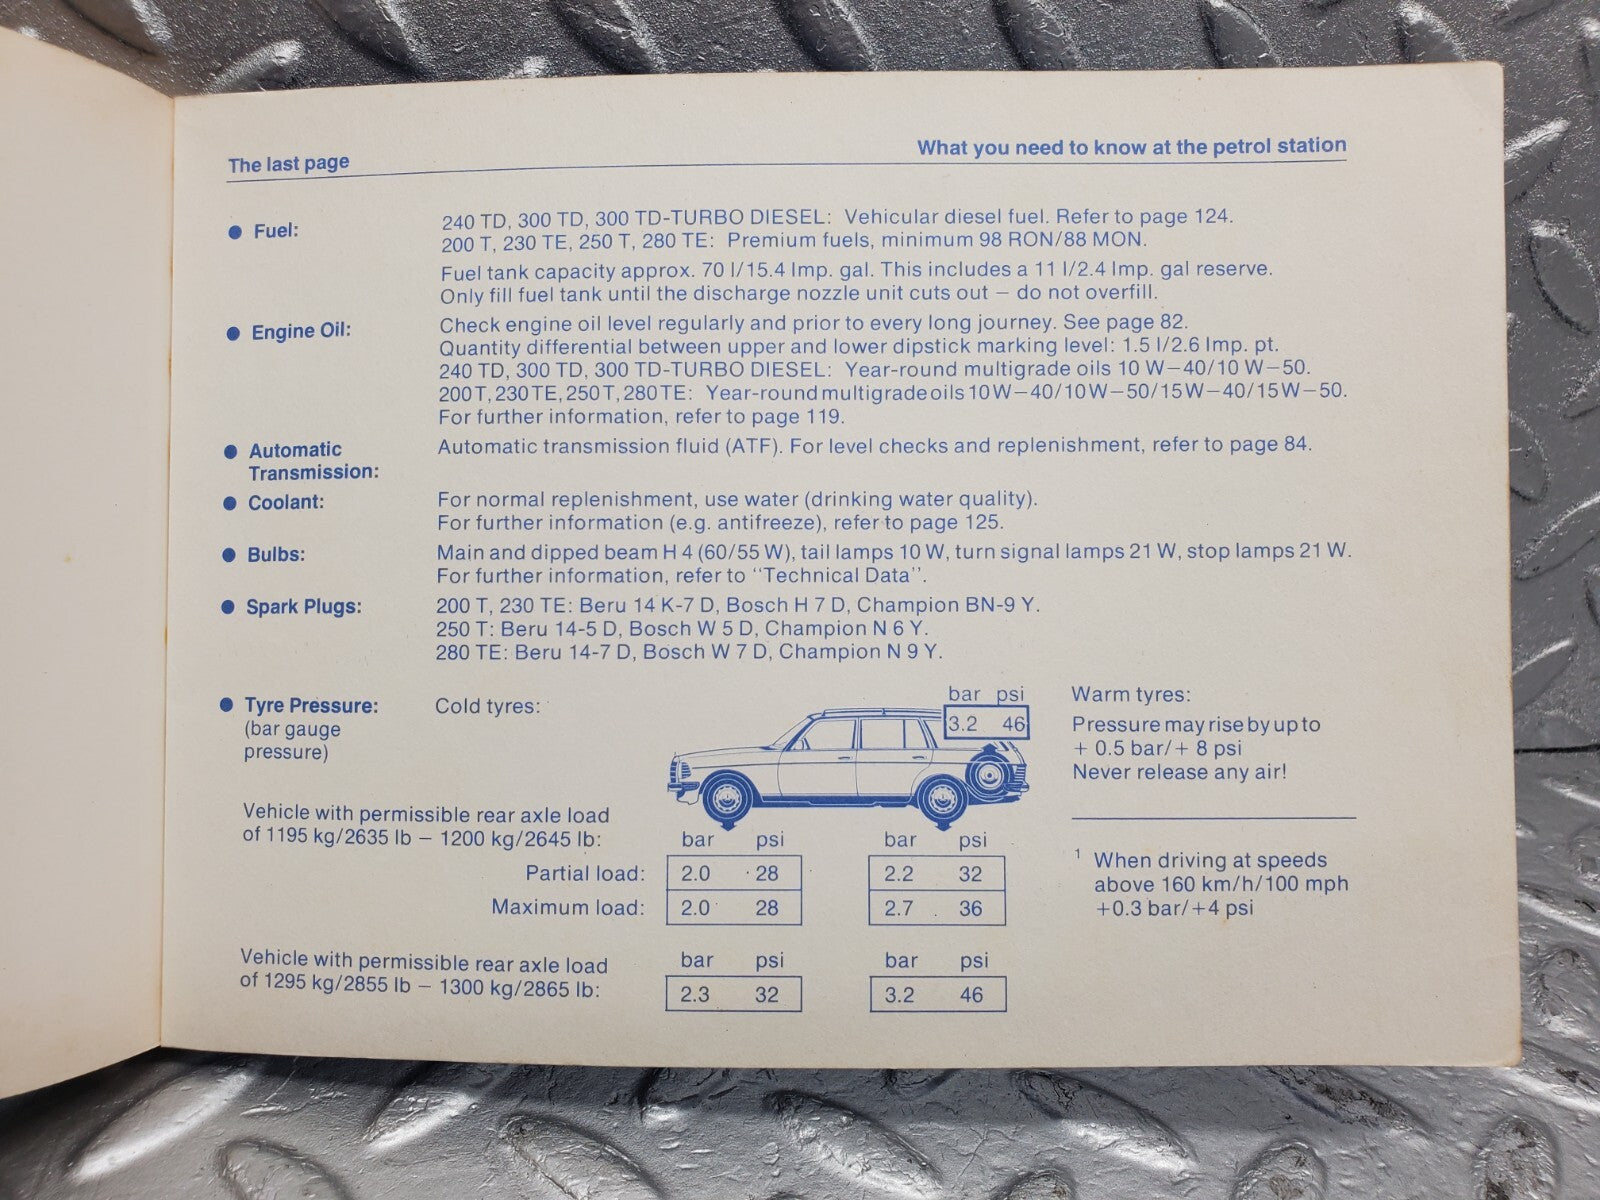 The last page
What you need to know at the petrol station
● Fuel:
240 TD, 300 TD, 300 TD-TURBO DIESEL: Vehicular diesel fuel. Refer to page 124.
200 T, 230 TE, 250 T, 280 TE: Premium fuels, minimum 98 RON/88 MON.
Fuel tank capacity approx. 70 l/15.4 Imp. gal. This includes a 11 l/2.4 Imp. gal reserve.
Only fill fuel tank until the discharge nozzle unit cuts out – do not overfill.
● Engine Oil:
Check engine oil level regularly and prior to every long journey. See page 82.
Quantity differential between upper and lower dipstick marking level: 1.5 l/2.6 Imp. pt.
240 TD, 300 TD, 300 TD-TURBO DIESEL: Year-round multigrade oils 10 W–40/10 W–50.
200 T, 230 TE, 250 T, 280 TE: Year-round multigrade oils 10 W–40/10 W–50/15 W–40/15 W–50.
For further information, refer to page 119.
● Automatic
Transmission:
Automatic transmission fluid (ATF). For level checks and replenishment, refer to page 84.
● Coolant:
For normal replenishment, use water (drinking water quality).
For further information (e.g. antifreeze), refer to page 125.
● Bulbs:
Main and dipped beam H 4 (60/55 W), tail lamps 10 W, turn signal lamps 21 W, stop lamps 21 W.
For further information, refer to "Technical Data".
● Spark Plugs:
200 T, 230 TE: Beru 14 K-7 D, Bosch H 7 D, Champion BN-9 Y.
250 T: Beru 14-5 D, Bosch W 5 D, Champion N 6 Y.
280 TE: Beru 14-7 D, Bosch W 7 D, Champion N 9 Y.
● Tyre Pressure:
(bar gauge
pressure)
Cold tyres:
bar psi
3.2 46
Warm tyres:
Pressure may rise by up to
+ 0.5 bar/+ 8 psi
Never release any air!
Vehicle with permissible rear axle load
of 1195 kg/2635 lb – 1200 kg/2645 lb:
bar psi bar psi
Partial load: 2.0 28 2.2 32
Maximum load: 2.0 28 2.7 36
1 When driving at speeds
above 160 km/h/100 mph
+0.3 bar/+4 psi
Vehicle with permissible rear axle load
of 1295 kg/2855 lb – 1300 kg/2865 lb:
bar psi bar psi
2.3 32 3.2 46